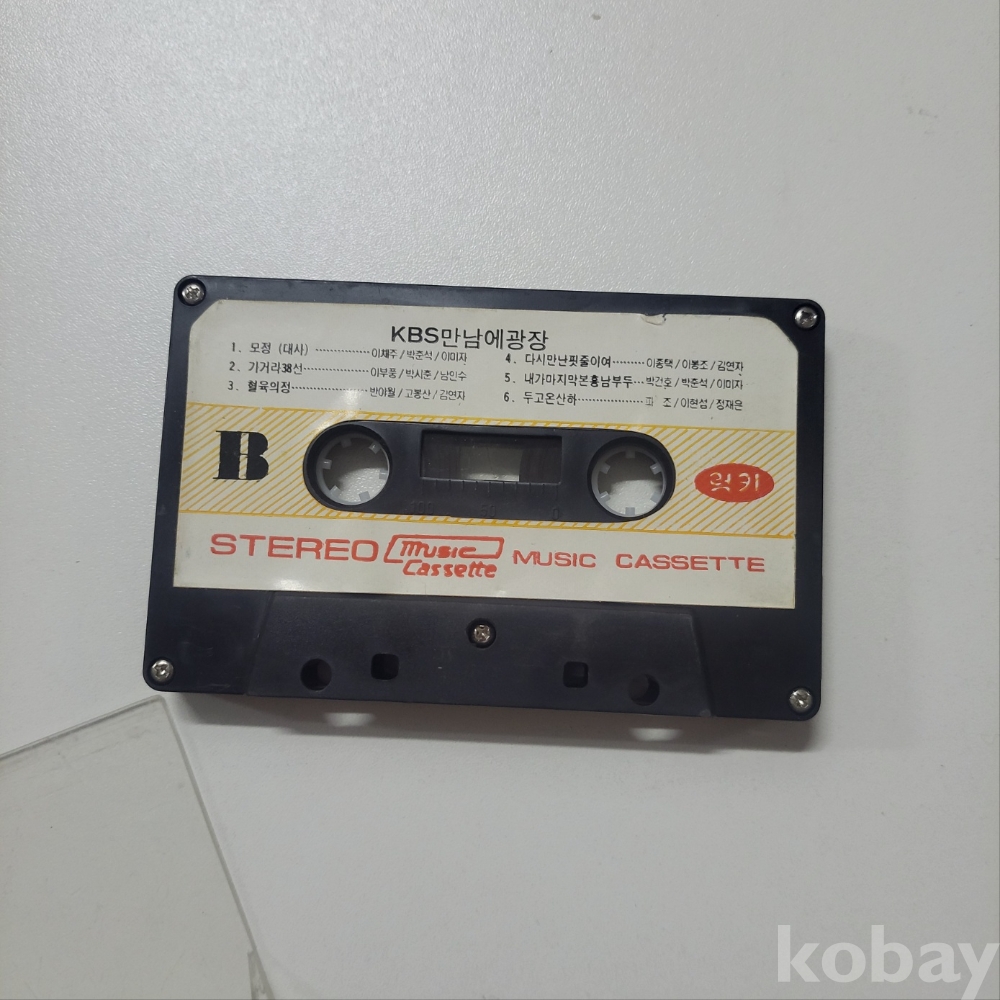 KBS만남에광장
1. 모정 (대사) ············ 이채주/박춘석/이미자
2. 가거라38선 ············ 이부풍/박시춘/남인수
3. 혈육의정 ············ 반야월/고봉산/김연자
4. 다시만난핏줄이여 ······ 이종택/이봉조/김연자
5. 내가마지막본흥남부두 ·· 박건호/박춘석/이미자
6. 두고온산하 ············ 조/이현섭/정재은
B
STEREO Music Cassette MUSIC CASSETTE
kobay